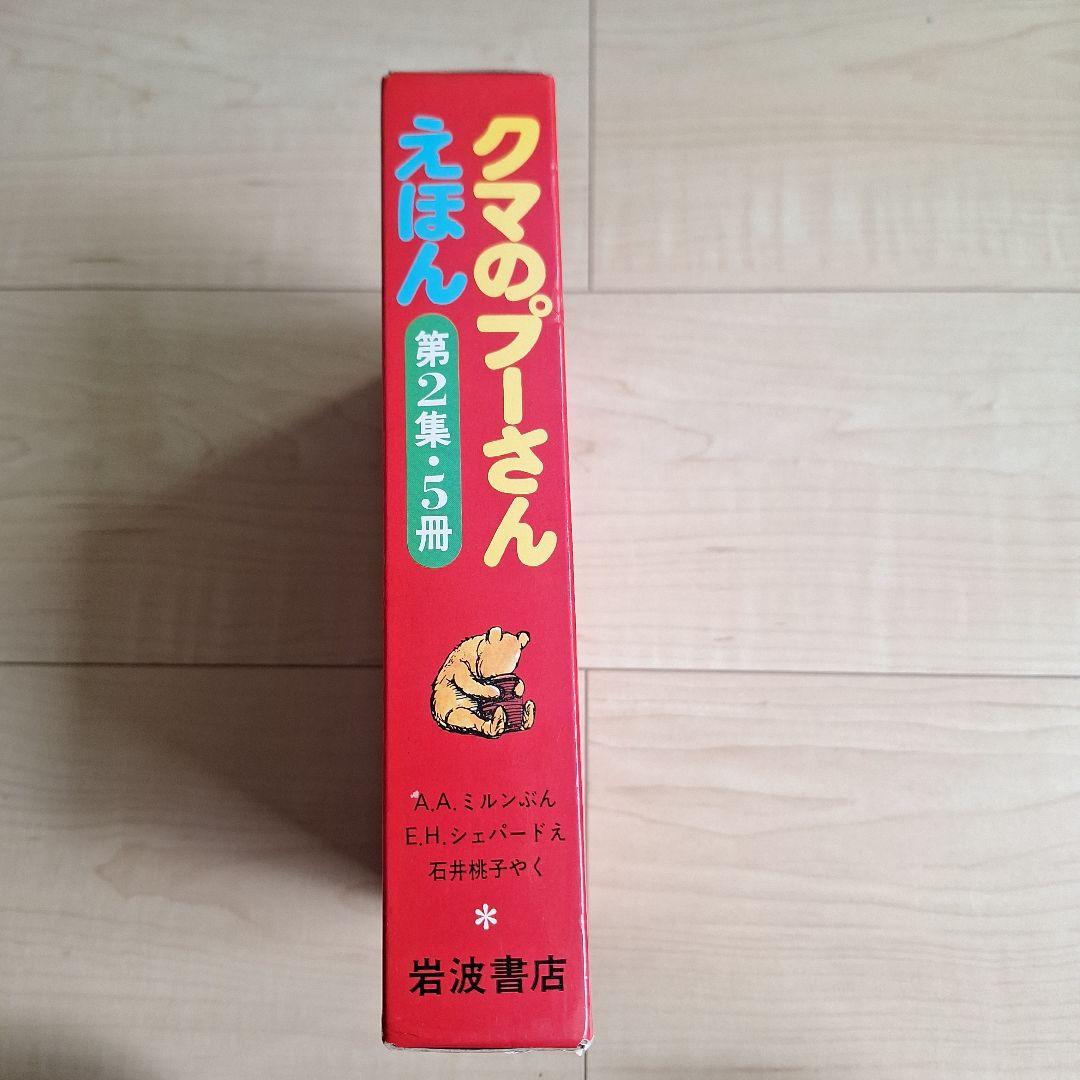 クマのプーさん
えほん
第2集・5冊
A.A.ミルンぶん
E.H.シェパードえ
石井桃子やく
*
岩波書店